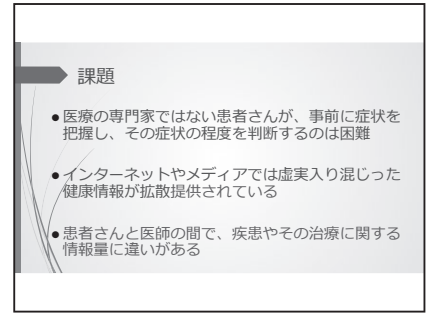 課題
●医療の専門家ではない患者さんが、事前に症状を
把握し、その症状の程度を判断するのは困難
●インターネットやメディアでは虚実入り混じった
健康情報が拡散提供されている
●患者さんと医師の間で、疾患やその治療に関する
情報量に違いがある